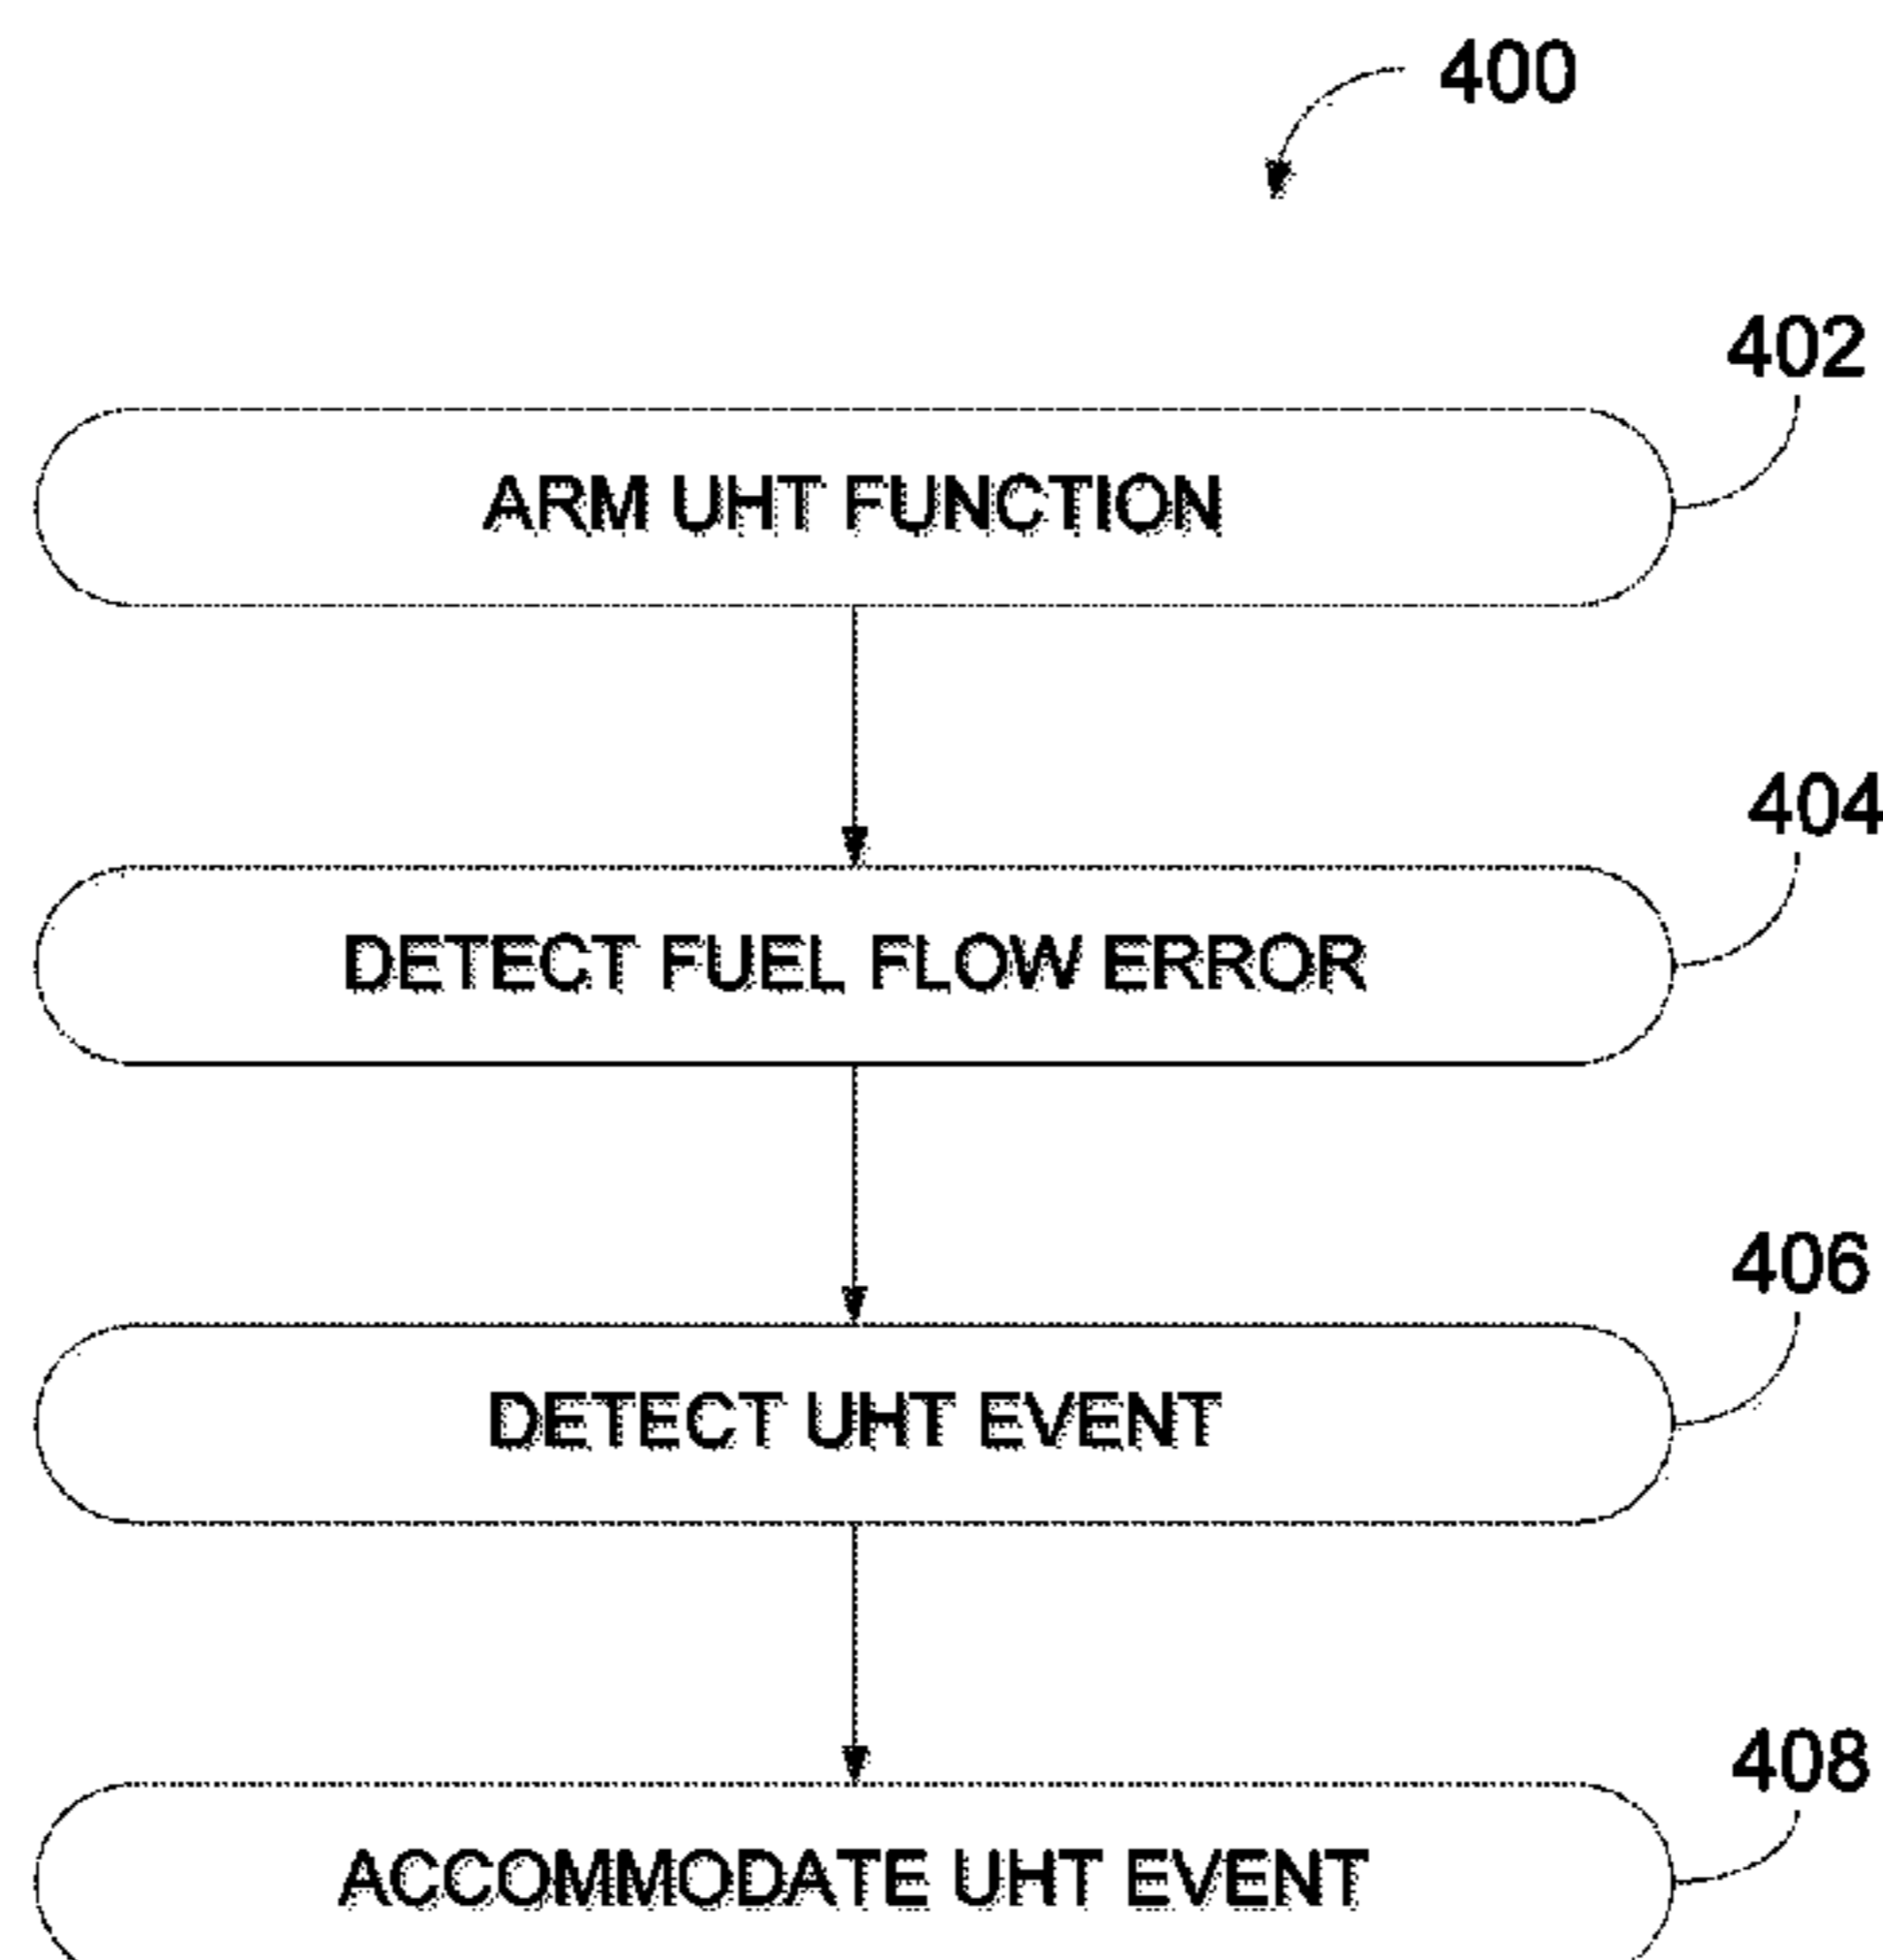 400
402
ARM UHT FUNCTION
404
DETECT FUEL FLOW ERROR
406
DETECT UHT EVENT
408
ACCOMMODATE UHT EVENT